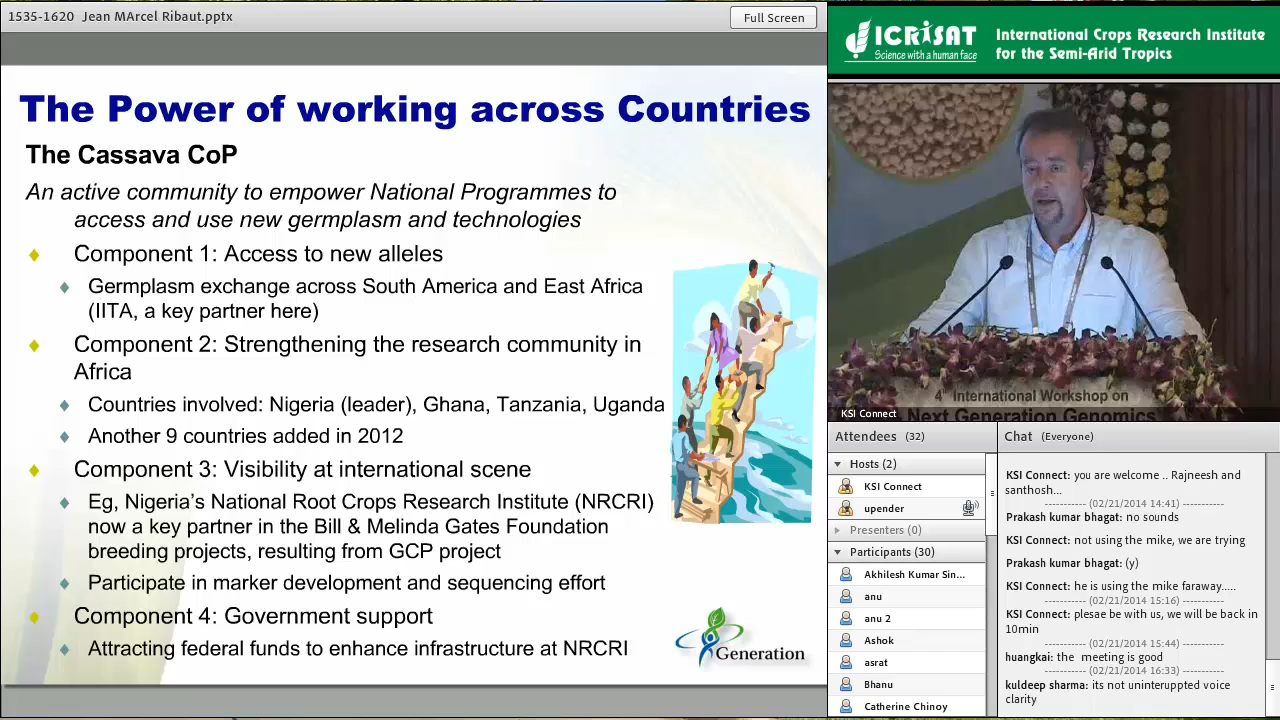 1535-1620 Jean MArcel Ribaut.pptx
Full Screen
The Power of working across Countries
The Cassava CoP
An active community to empower National Programmes to
access and use new germplasm and technologies
Component 1: Access to new alleles
Germplasm exchange across South America and East Africa
(IITA, a key partner here)
Component 2: Strengthening the research community in
Africa
Countries involved: Nigeria (leader), Ghana, Tanzania, Uganda
Another 9 countries added in 2012
Component 3: Visibility at international scene
Eg, Nigeria's National Root Crops Research Institute (NRCRI)
now a key partner in the Bill & Melinda Gates Foundation
breeding projects, resulting from GCP project
Participate in marker development and sequencing effort
Component 4: Government support
Attracting federal funds to enhance infrastructure at NRCRI
Generation
ICRISAT
Science with a human face
International Crops Research Institute
for the Semi-Arid Tropics
4th International Workshop on
Next Generation Genomics
KSI Connect
Attendees (32)
Hosts (2)
KSI Connect
upender
Presenters (0)
Participants (30)
Akhilesh Kumar Sin...
anu
anu 2
Ashok
asrat
Bhanu
Catherine Chinoy
Chat (Everyone)
KSI Connect: you are welcome .. Rajneesh and
santhosh...
---------- (02/21/2014 14:41) -----------
Prakash kumar bhagat: no sounds
KSI Connect: not using the mike, we are trying
Prakash kumar bhagat: (y)
KSI Connect: he is using the mike faraway.....
---------- (02/21/2014 15:16) -----------
KSI Connect: plesae be with us, we will be back in
10min
---------- (02/21/2014 15:44) -----------
huangkai: the meeting is good
---------- (02/21/2014 16:33) -----------
kuldeep sharma: its not uninteruppted voice
clarity